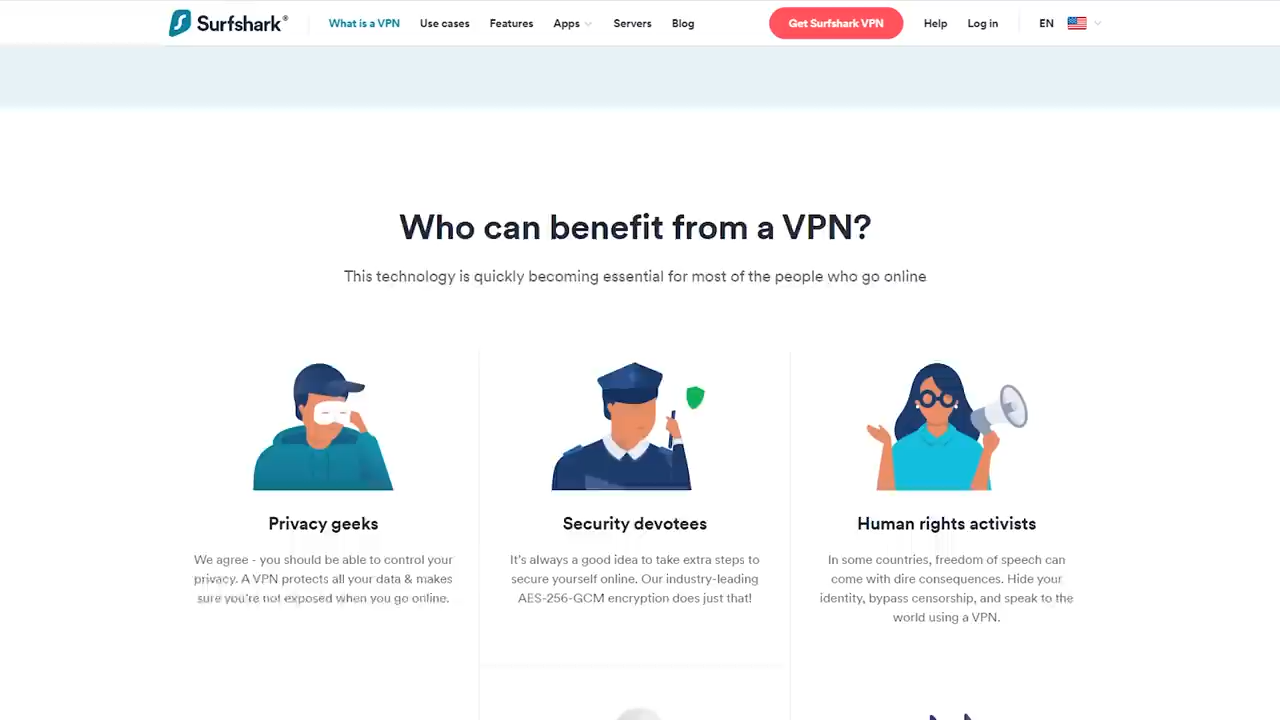 Surfshark® What is a VPN Use cases Features Apps Servers Blog Get Surfshark VPN Help Log in EN
Who can benefit from a VPN?
This technology is quickly becoming essential for most of the people who go online
Privacy geeks
We agree - you should be able to control your
privacy. A VPN protects all your data & makes
sure you're not exposed when you go online.
Security devotees
It's always a good idea to take extra steps to
secure yourself online. Our industry-leading
AES-256-GCM encryption does just that!
Human rights activists
In some countries, freedom of speech can
come with dire consequences. Hide your
identity, bypass censorship, and speak to the
world using a VPN.